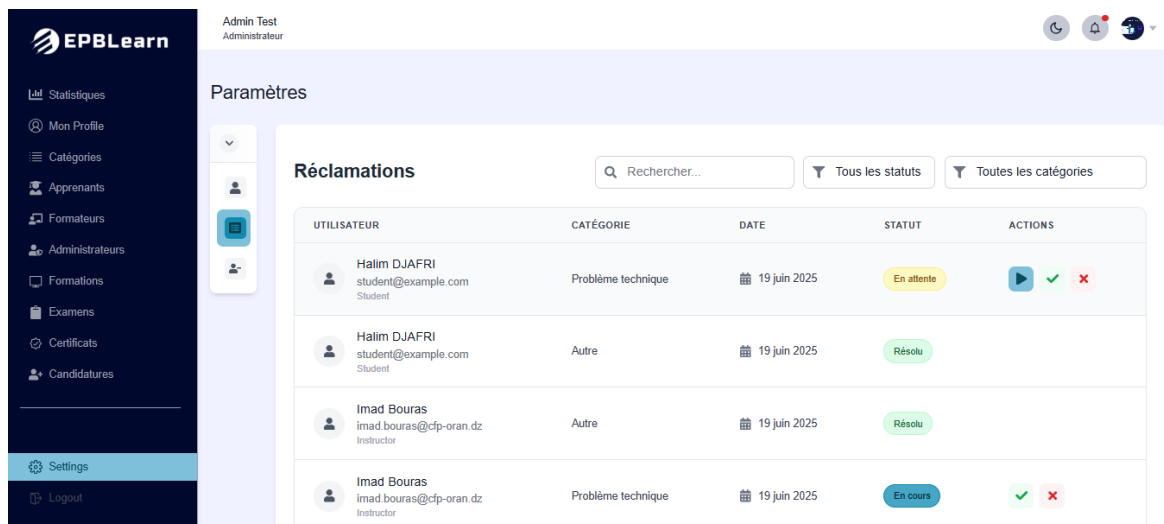 EPBLearn
Statistiques
Mon Profile
Catégories
Apprenants
Formateurs
Administrateurs
Formations
Examens
Certificats
Candidatures
Settings
Logout
Admin Test
Administrateur
Paramètres
Réclamations
Rechercher...
Tous les statuts
Toutes les catégories
UTILISATEUR CATÉGORIE DATE STATUT ACTIONS
Halim DJAFRI
student@example.com Problème technique 19 juin 2025 En attente
Student
Halim DJAFRI
student@example.com Autre 19 juin 2025 Résolu
Student
Imad Bouras
imad.bouras@cfp-oran.dz Autre 19 juin 2025 Résolu
Instructor
Imad Bouras
imad.bouras@cfp-oran.dz Problème technique 19 juin 2025 En cours
Instructor